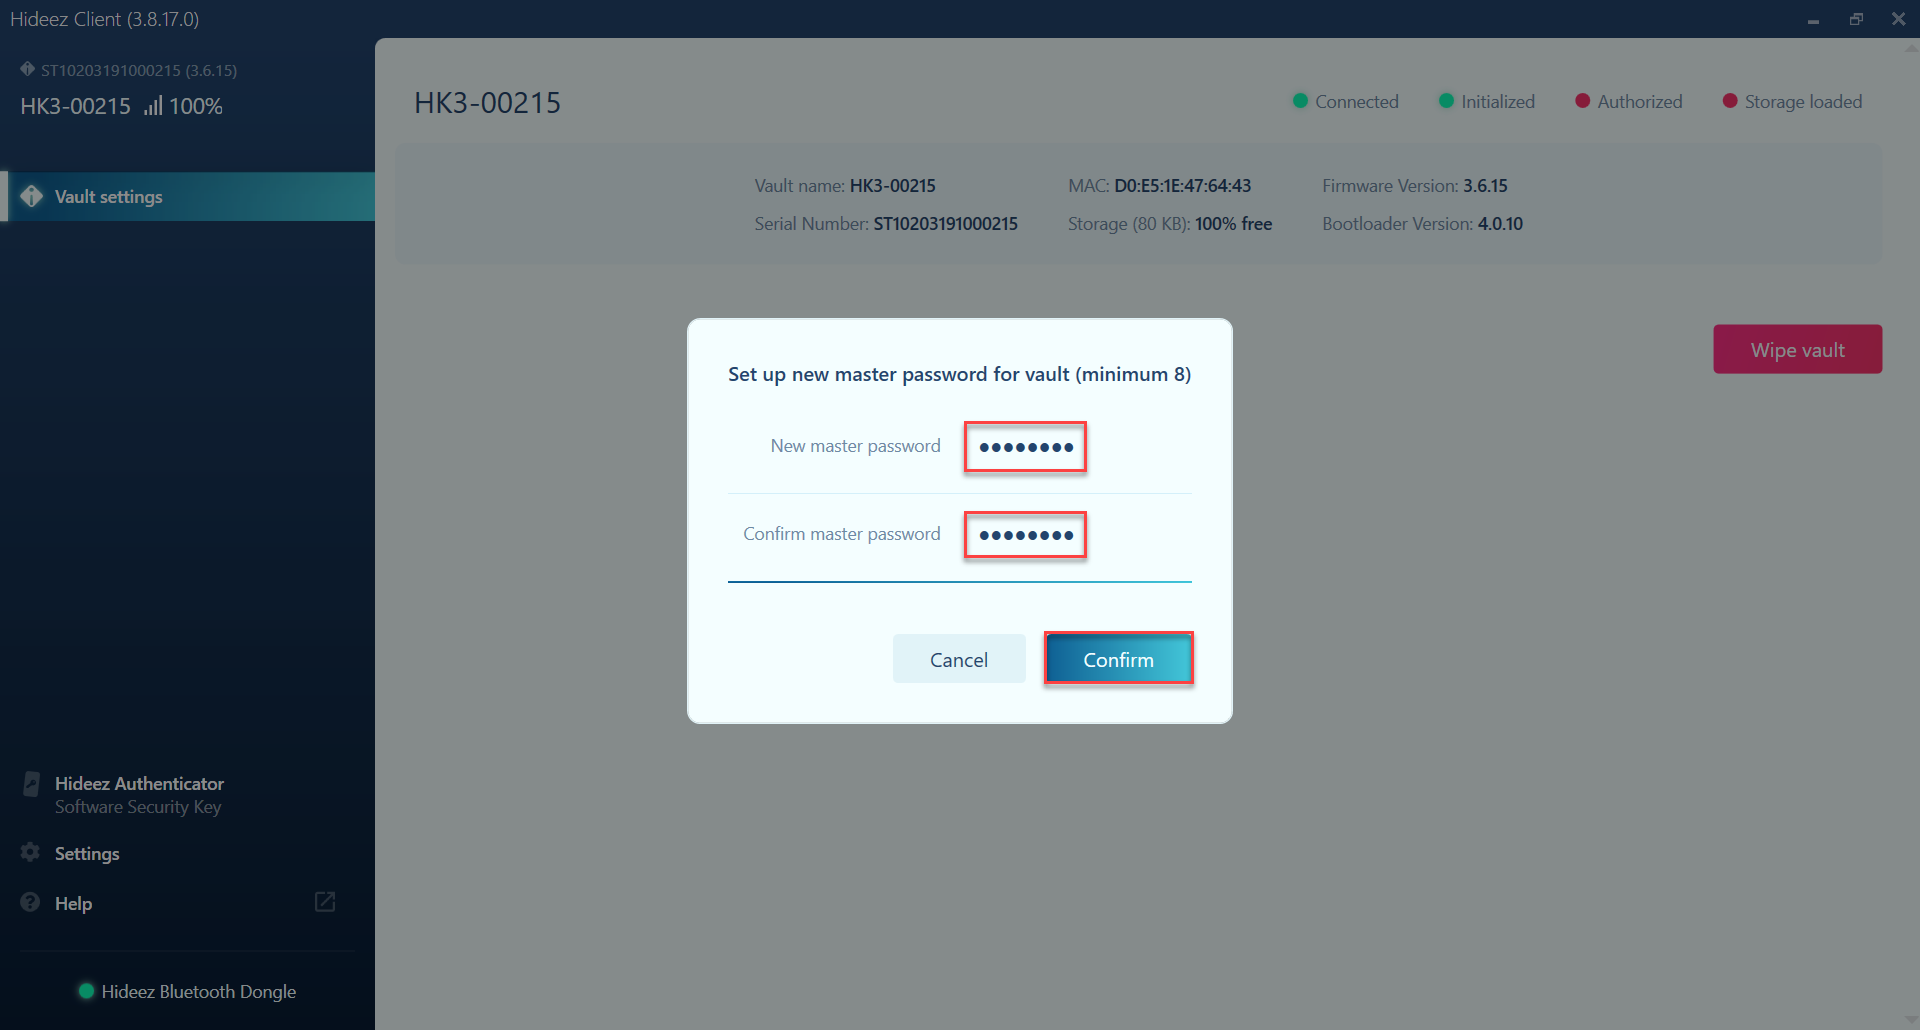 Hideez Client (3.8.17.0)
ST10203191000215 (3.6.15)
HK3-00215 100%
Vault settings
HK3-00215
Connected
Initialized
Authorized
Storage loaded
Vault name: HK3-00215
MAC: D0:E5:1E:47:64:43
Firmware Version: 3.6.15
Serial Number: ST10203191000215
Storage (80 KB): 100% free
Bootloader Version: 4.0.10
Wipe vault
Set up new master password for vault (minimum 8)
New master password ●●●●●●●●
Confirm master password ●●●●●●●●
Cancel
Confirm
Hideez Authenticator
Software Security Key
Settings
Help
Hideez Bluetooth Dongle